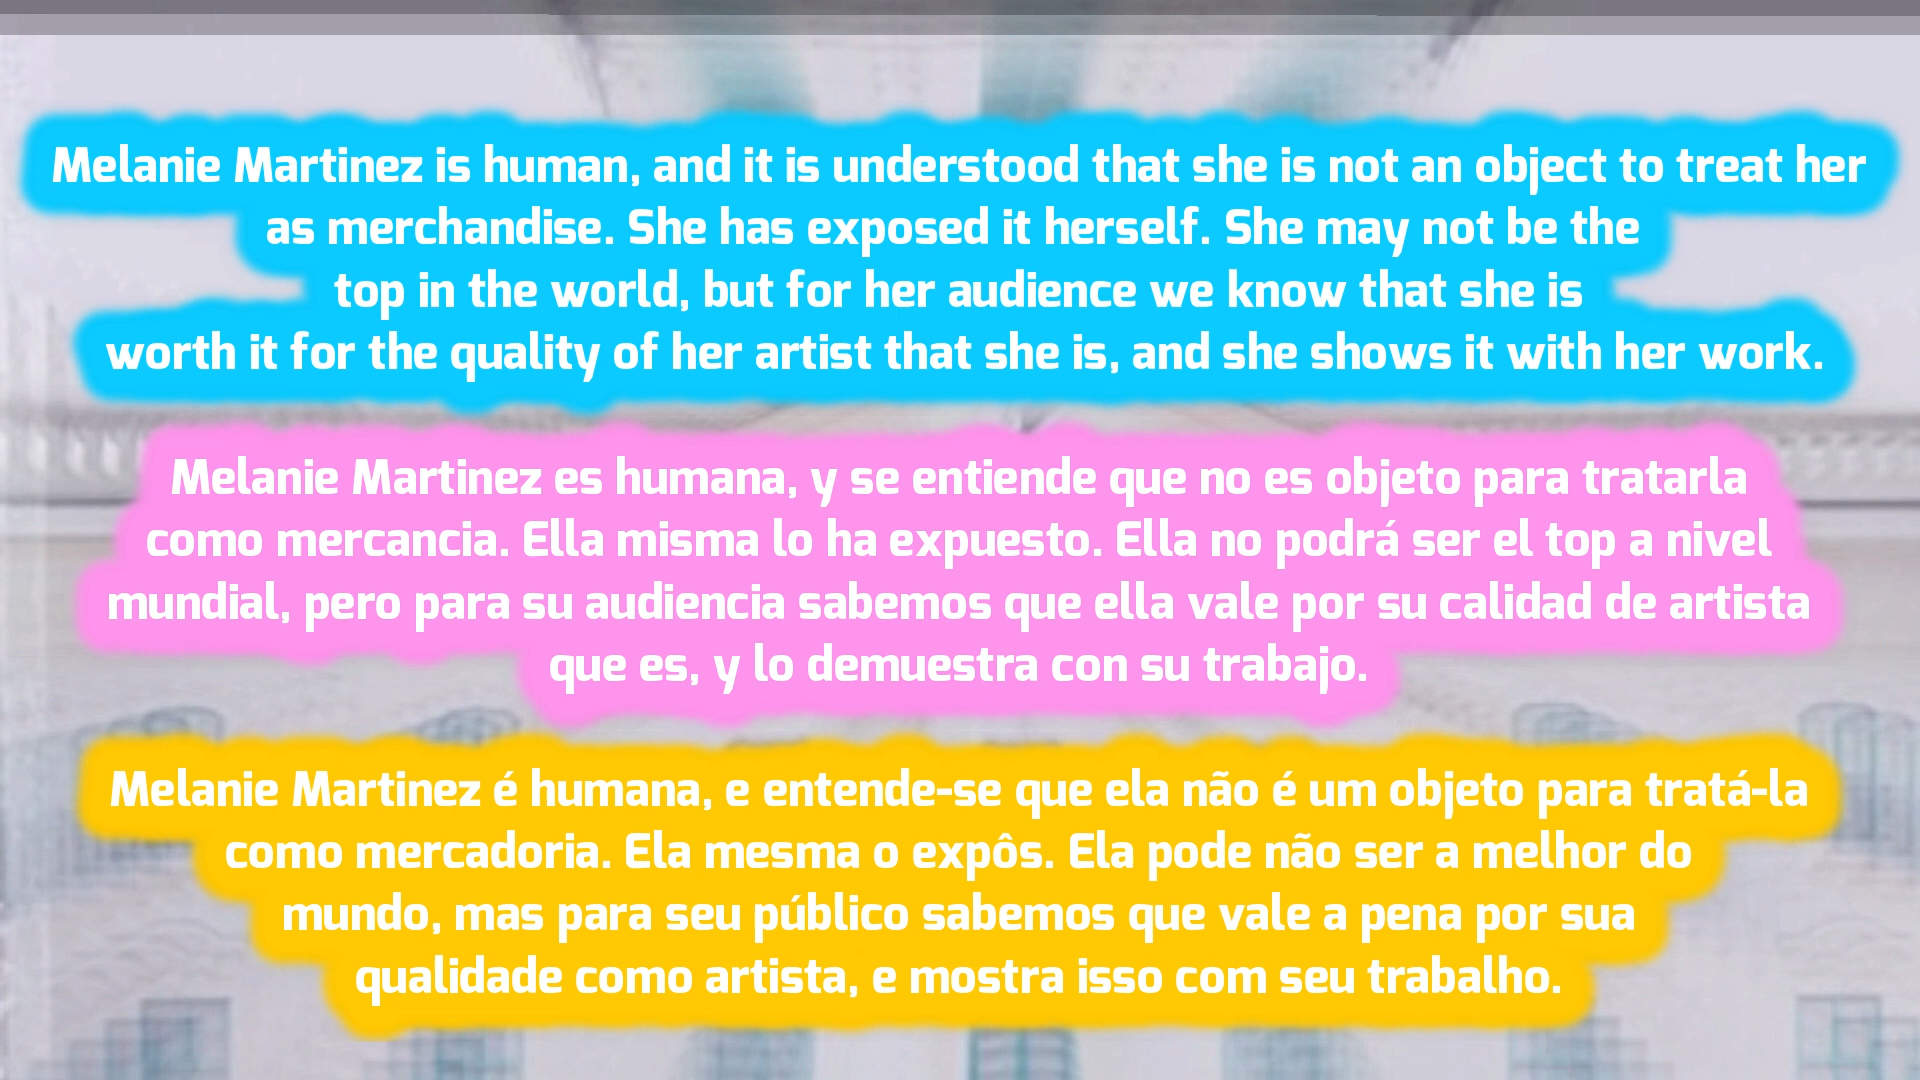 Melanie Martinez is human, and it is understood that she is not an object to treat her
as merchandise. She has exposed it herself. She may not be the
top in the world, but for her audience we know that she is
worth it for the quality of her artist that she is, and she shows it with her work.
Melanie Martinez es humana, y se entiende que no es objeto para tratarla
como mercancia. Ella misma lo ha expuesto. Ella no podrá ser el top a nivel
mundial, pero para su audiencia sabemos que ella vale por su calidad de artista
que es, y lo demuestra con su trabajo.
Melanie Martinez é humana, e entende-se que ela não é um objeto para tratá-la
como mercadoria. Ela mesma o expôs. Ela pode não ser a melhor do
mundo, mas para seu público sabemos que vale a pena por sua
qualidade como artista, e mostra isso com seu trabalho.